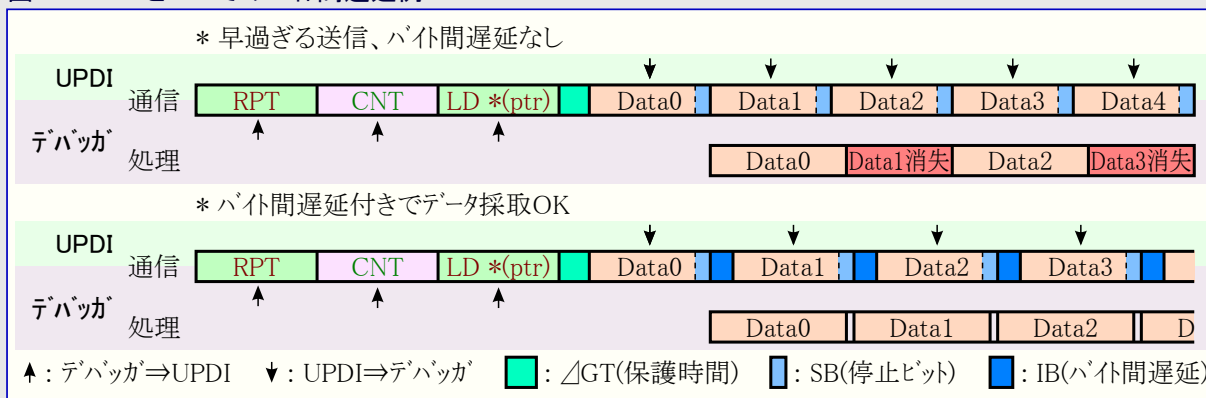 * 早過ぎる送信、バイト間遅延なし
UPDI
通信 RPT CNT LD *(ptr) Data0 Data1 Data2 Data3 Data4
デバッガ
処理 Data0 Data1消失 Data2 Data3消失
* バイト間遅延付きでデータ採取OK
UPDI
通信 RPT CNT LD *(ptr) Data0 Data1 Data2 Data3
デバッガ
処理 Data0 Data1 Data2 D
↑ : デバッガ⇒UPDI ↓ : UPDI⇒デバッガ : ⊿GT(保護時間) : SB(停止ビット) : IB(バイト間遅延)